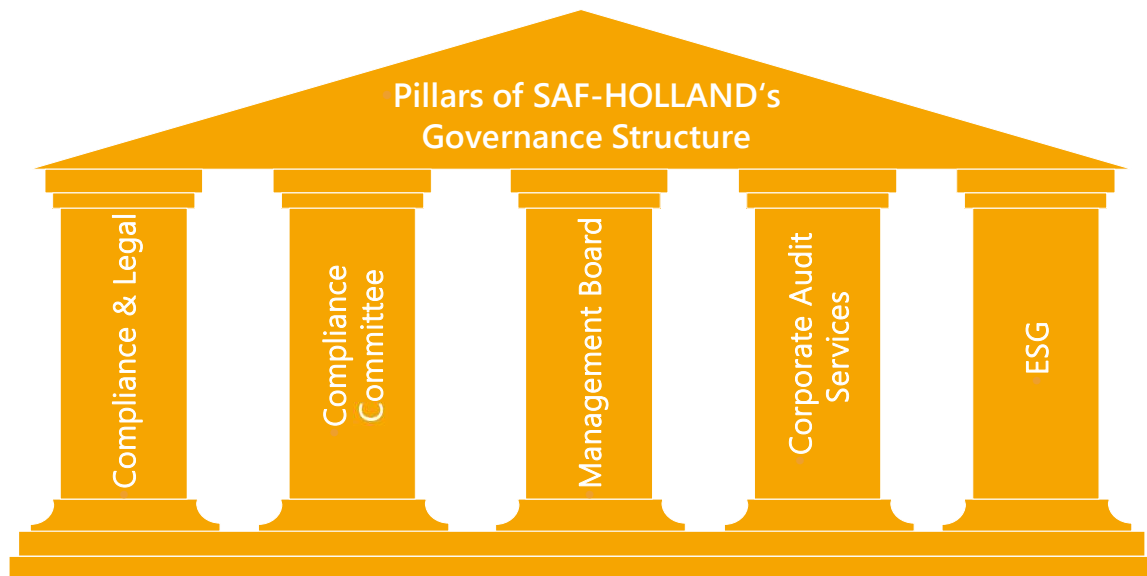 Pillars of SAF-HOLLAND‘s
Governance Structure
Compliance & Legal
Compliance
Committee
Management Board
Corporate Audit
Services
ESG